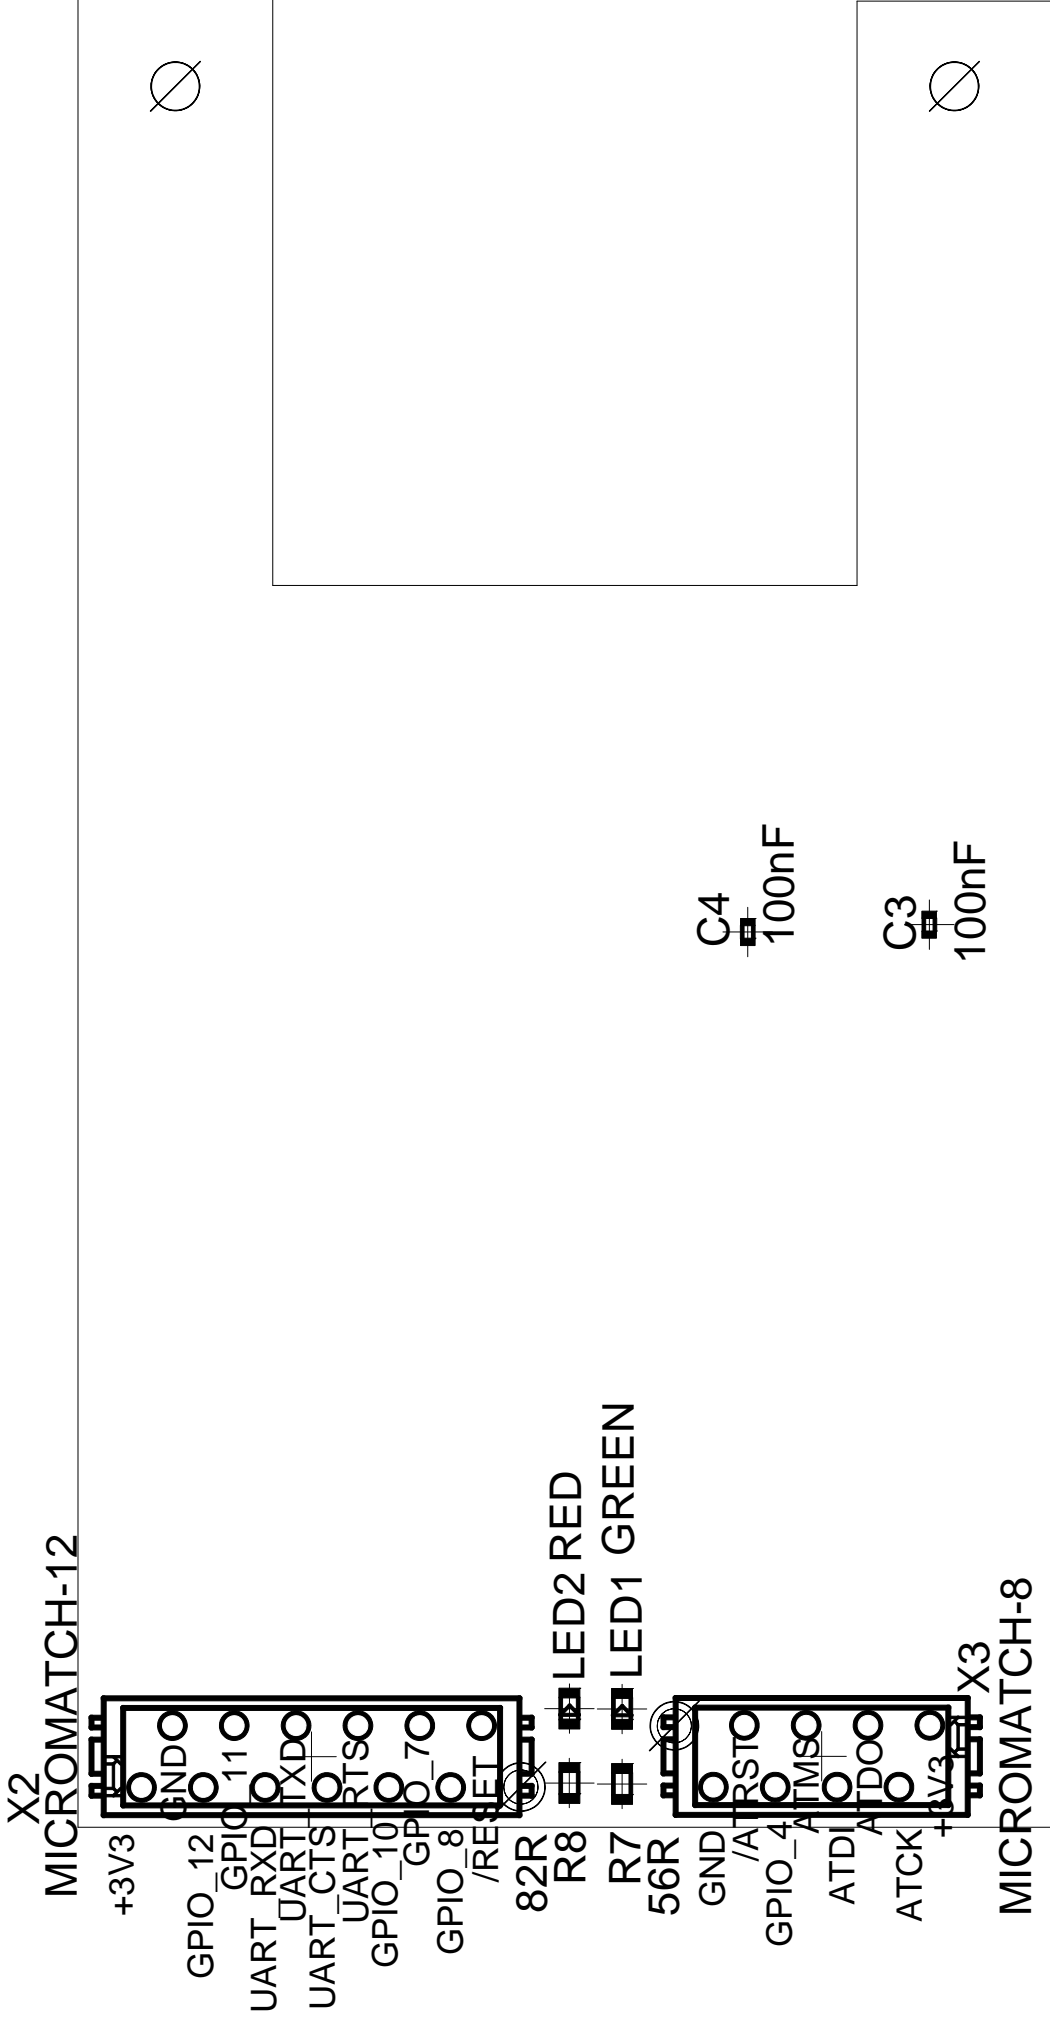 C4
100nF
C3
100nF
X2
MICROMATCH-12
+3V3
GND
GPIO_12
GPIO_11
UART_RXD
UART_TXD
UART_CTS
UART_RTS
GPIO_10
GPIO_7
GPIO_8
/RESET
82R
R8
LED2 RED
R7
LED1 GREEN
56R
GND
/ATRST
GPIO_4
ATMS
ATDI
ATDO
ATCK
+3V3
X3
MICROMATCH-8